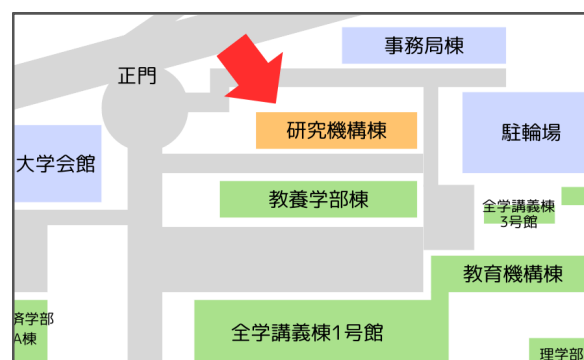 事務局棟
正門
研究機構棟
駐輪場
大学会館
教養学部棟
全学講義棟
3号館
教育機構棟
済学部
A棟
全学講義棟1号館
理学部